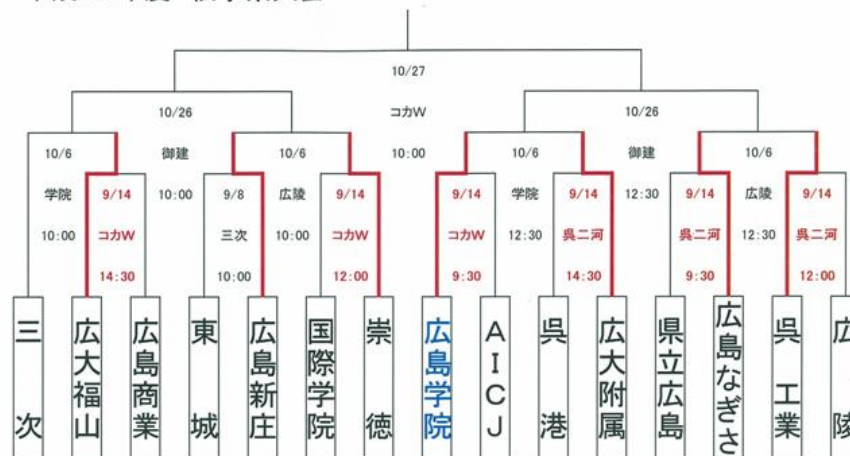 10/27
コカW
10:00
10/26
御建
10:00
10/26
御建
12:30
10/6
学院
10:00
10/6
広陵
10:00
10/6
学院
12:30
10/6
広陵
12:30
9/14
コカW
14:30
9/8
三次
10:00
9/14
コカW
12:00
9/14
コカW
9:30
9/14
呉二河
14:30
9/14
呉二河
9:30
9/14
呉二河
12:00
三次
広大福山
広島商業
東城
広島新庄
国際学院
崇徳
広島学院
AICJ
呉港
広大附属
県立広島
広島なぎさ
呉工業
広陵